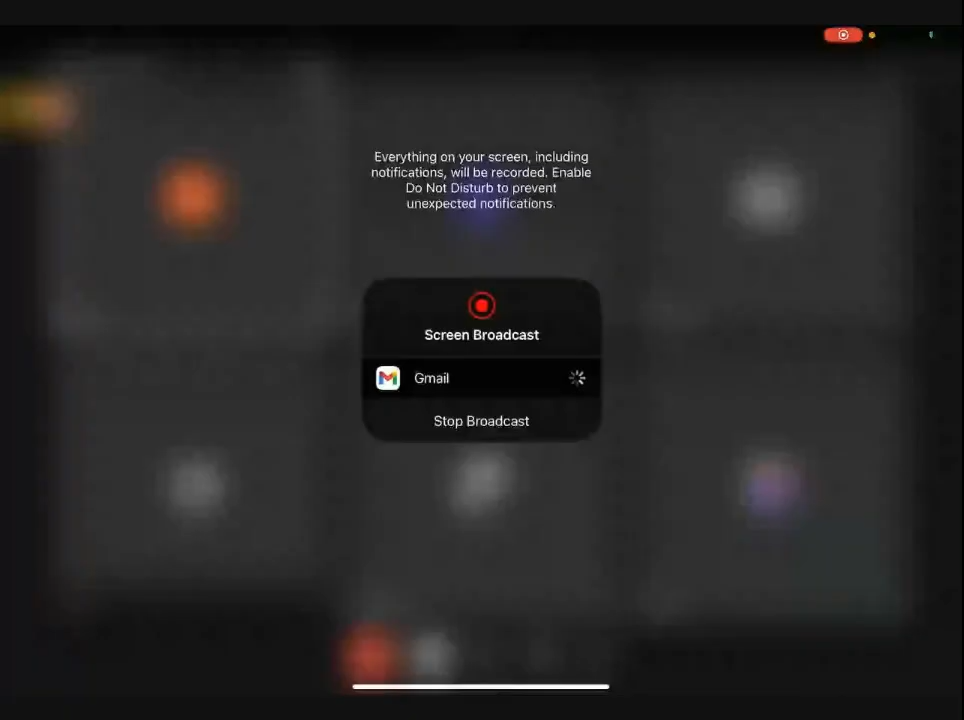 Everything on your screen, including
notifications, will be recorded. Enable
Do Not Disturb to prevent
unexpected notifications.
Screen Broadcast
Gmail
Stop Broadcast